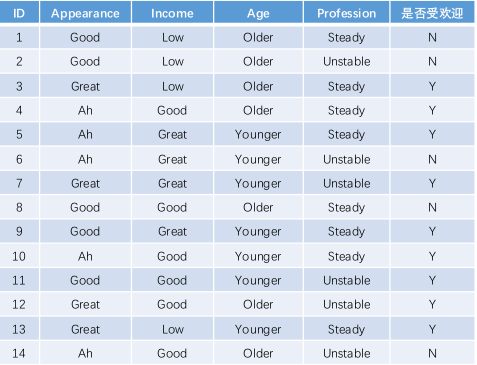 ID Appearance Income Age Profession 是否受欢迎
1 Good Low Older Steady N
2 Good Low Older Unstable N
3 Great Low Older Steady Y
4 Ah Good Older Steady Y
5 Ah Great Younger Steady Y
6 Ah Great Younger Unstable N
7 Great Great Younger Unstable Y
8 Good Good Older Steady N
9 Good Great Younger Steady Y
10 Ah Good Younger Steady Y
11 Good Good Younger Unstable Y
12 Great Good Older Unstable Y
13 Great Low Younger Steady Y
14 Ah Good Older Unstable N